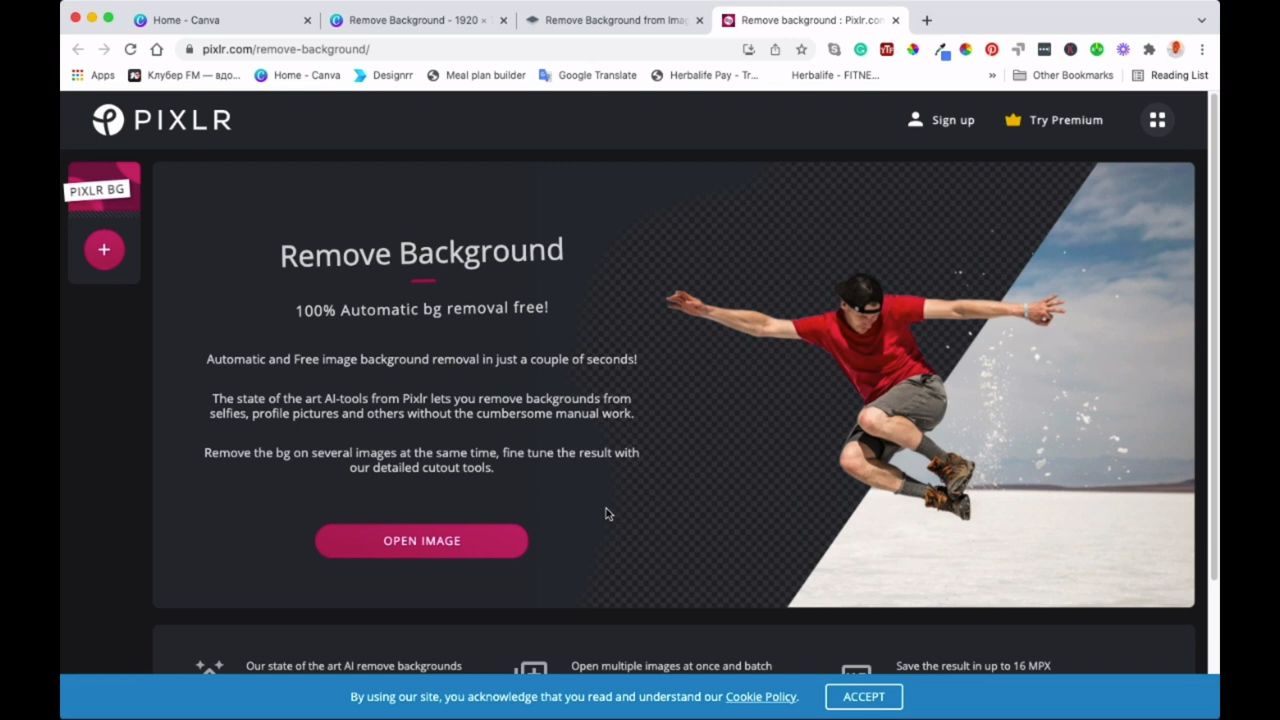 Home - Canva
Remove Background - 1920 ×
Remove Background from Imag
Remove background : Pixlr.com
pixlr.com/remove-background/
Apps
Клубер FM — вдо...
Home - Canva
Designrr
Meal plan builder
Google Translate
Herbalife Pay - Tr...
Herbalife - FITNE...
»
Other Bookmarks
Reading List
PIXLR
Sign up
Try Premium
PIXLR BG
+
Remove Background
100% Automatic bg removal free!
Automatic and Free image background removal in just a couple of seconds!
The state of the art AI-tools from Pixlr lets you remove backgrounds from
selfies, profile pictures and others without the cumbersome manual work.
Remove the bg on several images at the same time, fine tune the result with
our detailed cutout tools.
OPEN IMAGE
Our state of the art AI remove backgrounds
Open multiple images at once and batch
Save the result in up to 16 MPX
By using our site, you acknowledge that you read and understand our Cookie Policy.
ACCEPT